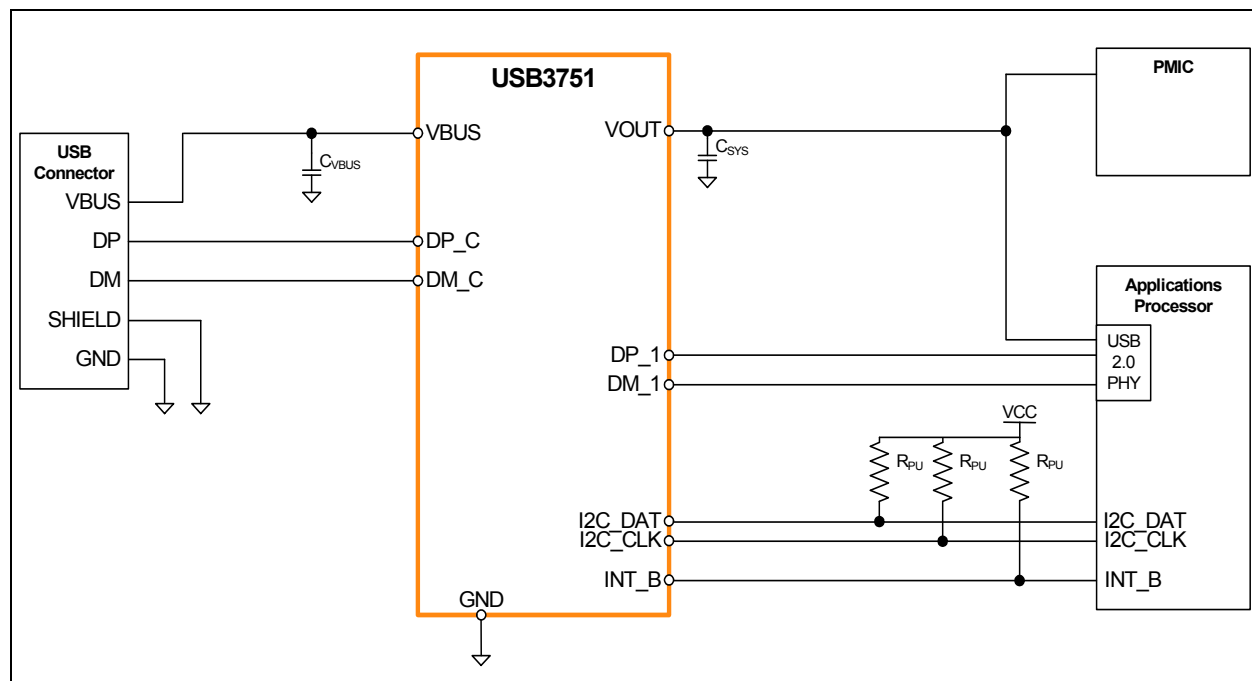 USB3751
PMIC
USB
Connector
VBUS
DP
DM
SHIELD
GND
C_VBUS
VBUS
DP_C
DM_C
VOUT
DP_1
DM_1
I2C_DAT
I2C_CLK
INT_B
GND
C_SYS
VCC
R_PU
R_PU
R_PU
Applications
Processor
USB
2.0
PHY
I2C_DAT
I2C_CLK
INT_B